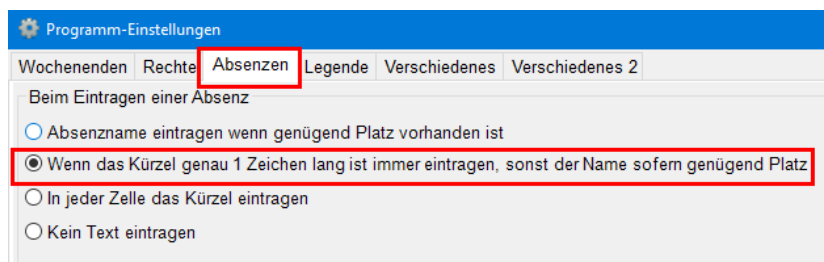 Programm-Einstellungen
Wochenenden Rechte Absenzen Legende Verschiedenes Verschiedenes 2
Beim Eintragen einer Absenz
Absenzname eintragen wenn genügend Platz vorhanden ist
Wenn das Kürzel genau 1 Zeichen lang ist immer eintragen, sonst der Name sofern genügend Platz
In jeder Zelle das Kürzel eintragen
Kein Text eintragen